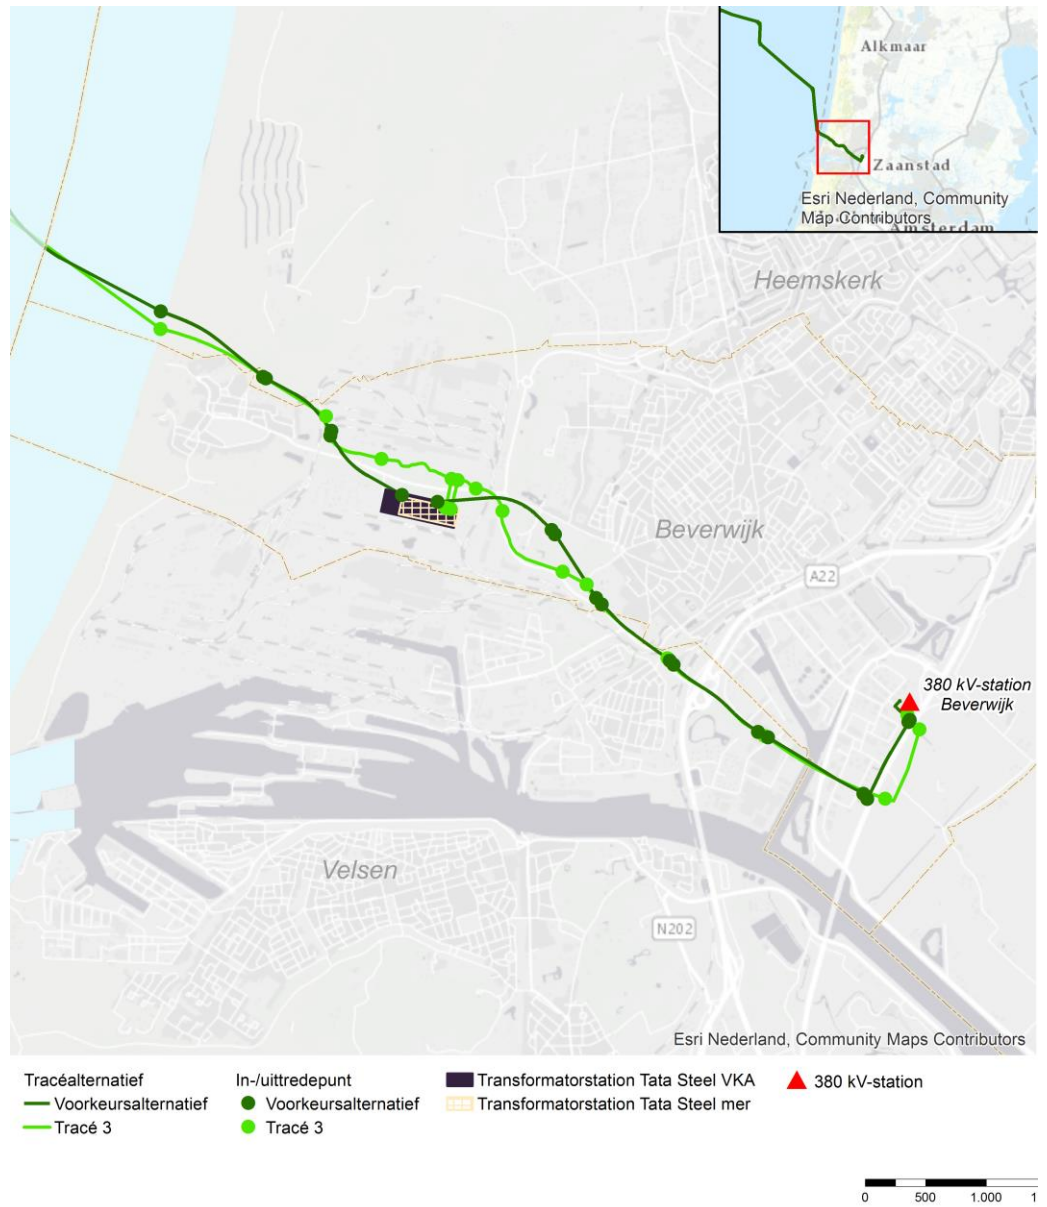 Alkmaar
Zaanstad
Esri Nederland, Community
Map Contributors
Amsterdam
Heemskerk
Beverwijk
A22
380 kV-station
Beverwijk
Velsen
N202
Esri Nederland, Community Maps Contributors
Tracéalternatief
Voorkeursalternatief
Tracé 3
In-/uittredepunt
Voorkeursalternatief
Tracé 3
Transformatorstation Tata Steel VKA
Transformatorstation Tata Steel mer
380 kV-station
0 500 1.000